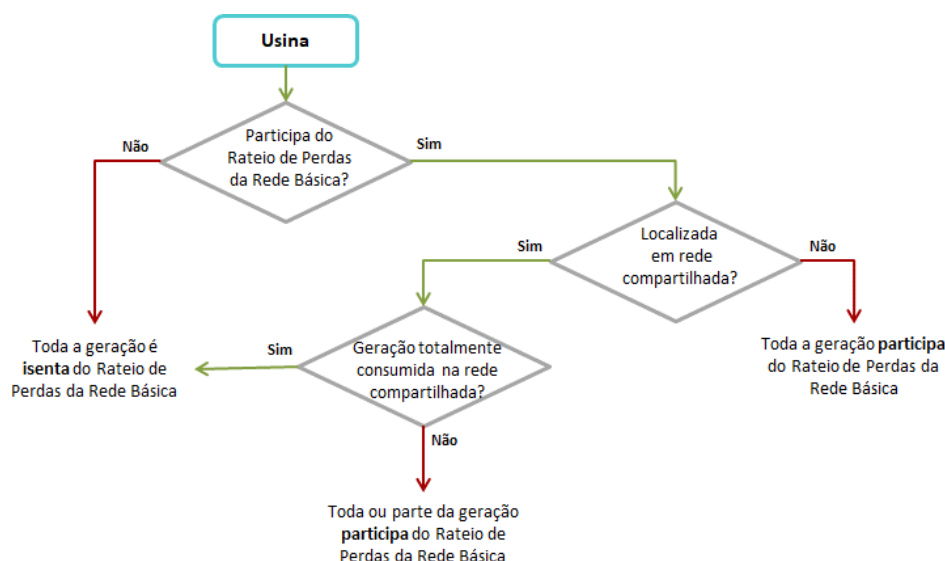 Usina
Participa do
Rateio de Perdas
da Rede Básica?
Não
Sim
Localizada
em rede
compartilhada?
Sim
Não
Toda a geração é
isenta do Rateio de
Perdas da Rede Básica
Sim
Geração totalmente
consumida na rede
compartilhada?
Toda a geração participa
do Rateio de Perdas da
Rede Básica
Não
Toda ou parte da geração
participa do Rateio de
Perdas da Rede Básica